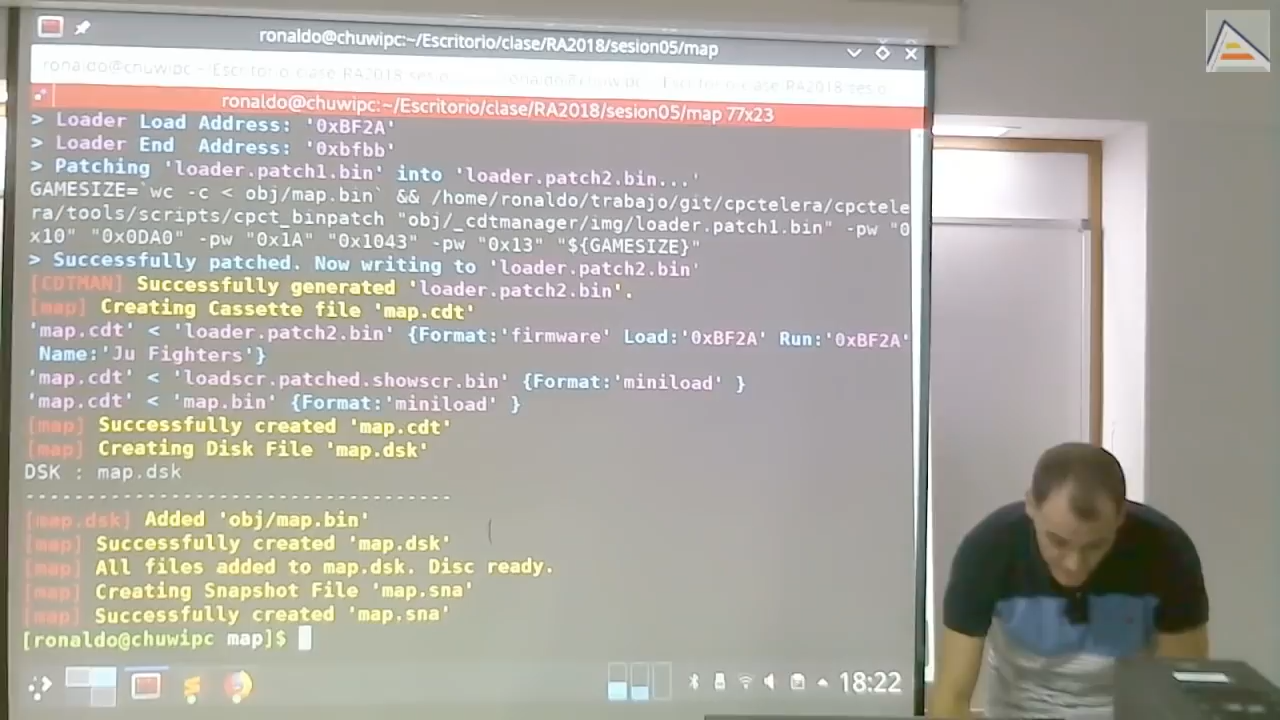 ronaldo@chuwipc:~/Escritorio/clase/RA2018/sesion05/map
ronaldo@chuwipc:~/Escritorio/clase/RA2018/sesion05/map 77x23
> Loader Load Address: '0xBF2A'
> Loader End  Address: '0xbfbb'
> Patching 'loader.patch1.bin' into 'loader.patch2.bin...'
GAMESIZE=`wc -c < obj/map.bin` && /home/ronaldo/trabajo/git/cpctelera/cpctele
ra/tools/scripts/cpct_binpatch "obj/_cdtmanager/img/loader.patch1.bin" -pw "0
x10" "0x0DA0" -pw "0x1A" "0x1043" -pw "0x13" "${GAMESIZE}"
> Successfully patched. Now writing to 'loader.patch2.bin'
[CDTMAN] Successfully generated 'loader.patch2.bin'.
[map] Creating Cassette file 'map.cdt'
'map.cdt' < 'loader.patch2.bin' {Format:'firmware' Load:'0xBF2A' Run:'0xBF2A'
Name:'Ju Fighters'}
'map.cdt' < 'loadscr.patched.showscr.bin' {Format:'miniload' }
'map.cdt' < 'map.bin' {Format:'miniload' }
[map] Successfully created 'map.cdt'
[map] Creating Disk File 'map.dsk'
DSK : map.dsk
-----------------------------------
[map.dsk] Added 'obj/map.bin'
[map] Successfully created 'map.dsk'
[map] All files added to map.dsk. Disc ready.
[map] Creating Snapshot File 'map.sna'
[map] Successfully created 'map.sna'
[ronaldo@chuwipc map]$
18:22